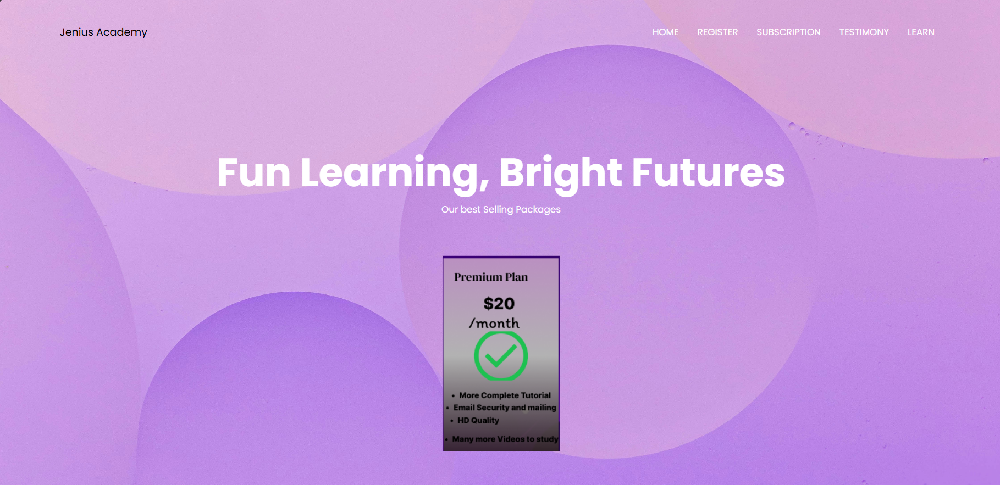 Jenius Academy
HOME REGISTER SUBSCRIPTION TESTIMONY LEARN
Fun Learning, Bright Futures
Our best Selling Packages
Premium Plan
$20
/month
• More Complete Tutorial
• Email Security and mailing
• HD Quality
• Many more Videos to study